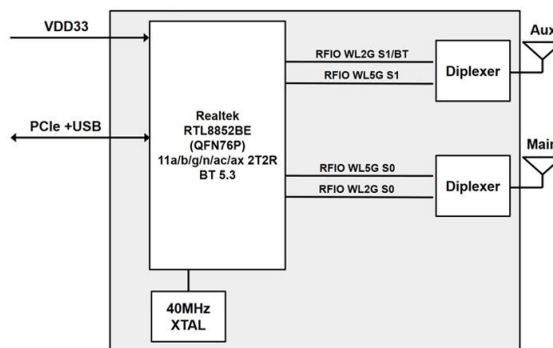 VDD33
PCIe +USB
Realtek
RTL8852BE
(QFN76P)
11a/b/g/n/ac/ax 2T2R
BT 5.3
40MHz
XTAL
RFIO WL2G S1/BT
RFIO WL5G S1
Diplexer
Aux
RFIO WL5G S0
RFIO WL2G S0
Diplexer
Main